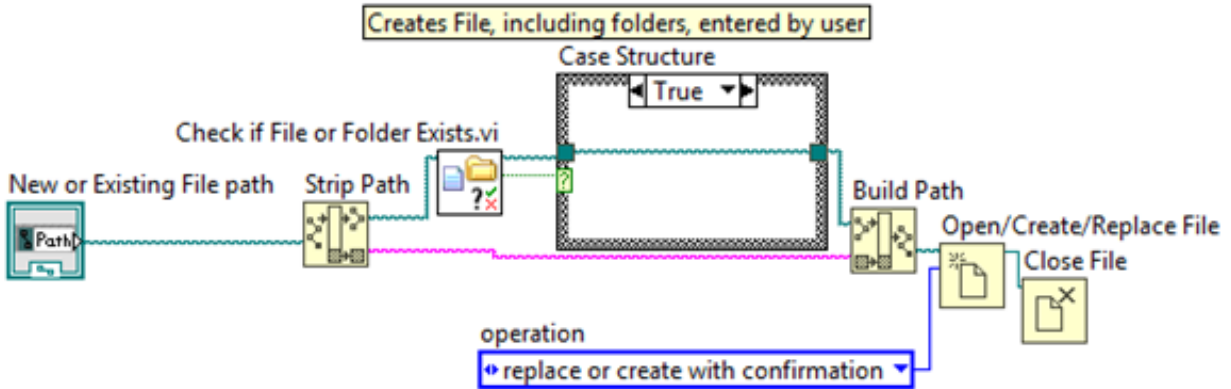 Creates File, including folders, entered by user
Case Structure
True
Check if File or Folder Exists.vi
New or Existing File path
Strip Path
Build Path
Open/Create/Replace File
Close File
Path
?
?
operation
replace or create with confirmation